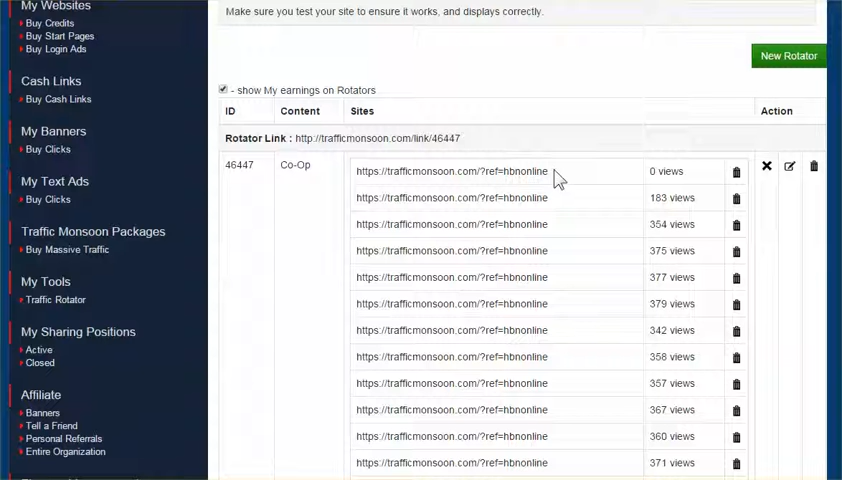 My Websites
Buy Credits
Buy Start Pages
Buy Login Ads
Cash Links
Buy Cash Links
My Banners
Buy Clicks
My Text Ads
Buy Clicks
Traffic Monsoon Packages
Buy Massive Traffic
My Tools
Traffic Rotator
My Sharing Positions
Active
Closed
Affiliate
Banners
Tell a Friend
Personal Referrals
Entire Organization
Make sure you test your site to ensure it works, and displays correctly.
New Rotator
- show My earnings on Rotators
ID Content Sites Action
Rotator Link : http://trafficmonsoon.com/link/46447
46447 Co-Op https://trafficmonsoon.com/?ref=hbnonline 0 views
https://trafficmonsoon.com/?ref=hbnonline 183 views
https://trafficmonsoon.com/?ref=hbnonline 354 views
https://trafficmonsoon.com/?ref=hbnonline 375 views
https://trafficmonsoon.com/?ref=hbnonline 377 views
https://trafficmonsoon.com/?ref=hbnonline 379 views
https://trafficmonsoon.com/?ref=hbnonline 342 views
https://trafficmonsoon.com/?ref=hbnonline 358 views
https://trafficmonsoon.com/?ref=hbnonline 357 views
https://trafficmonsoon.com/?ref=hbnonline 367 views
https://trafficmonsoon.com/?ref=hbnonline 360 views
https://trafficmonsoon.com/?ref=hbnonline 371 views